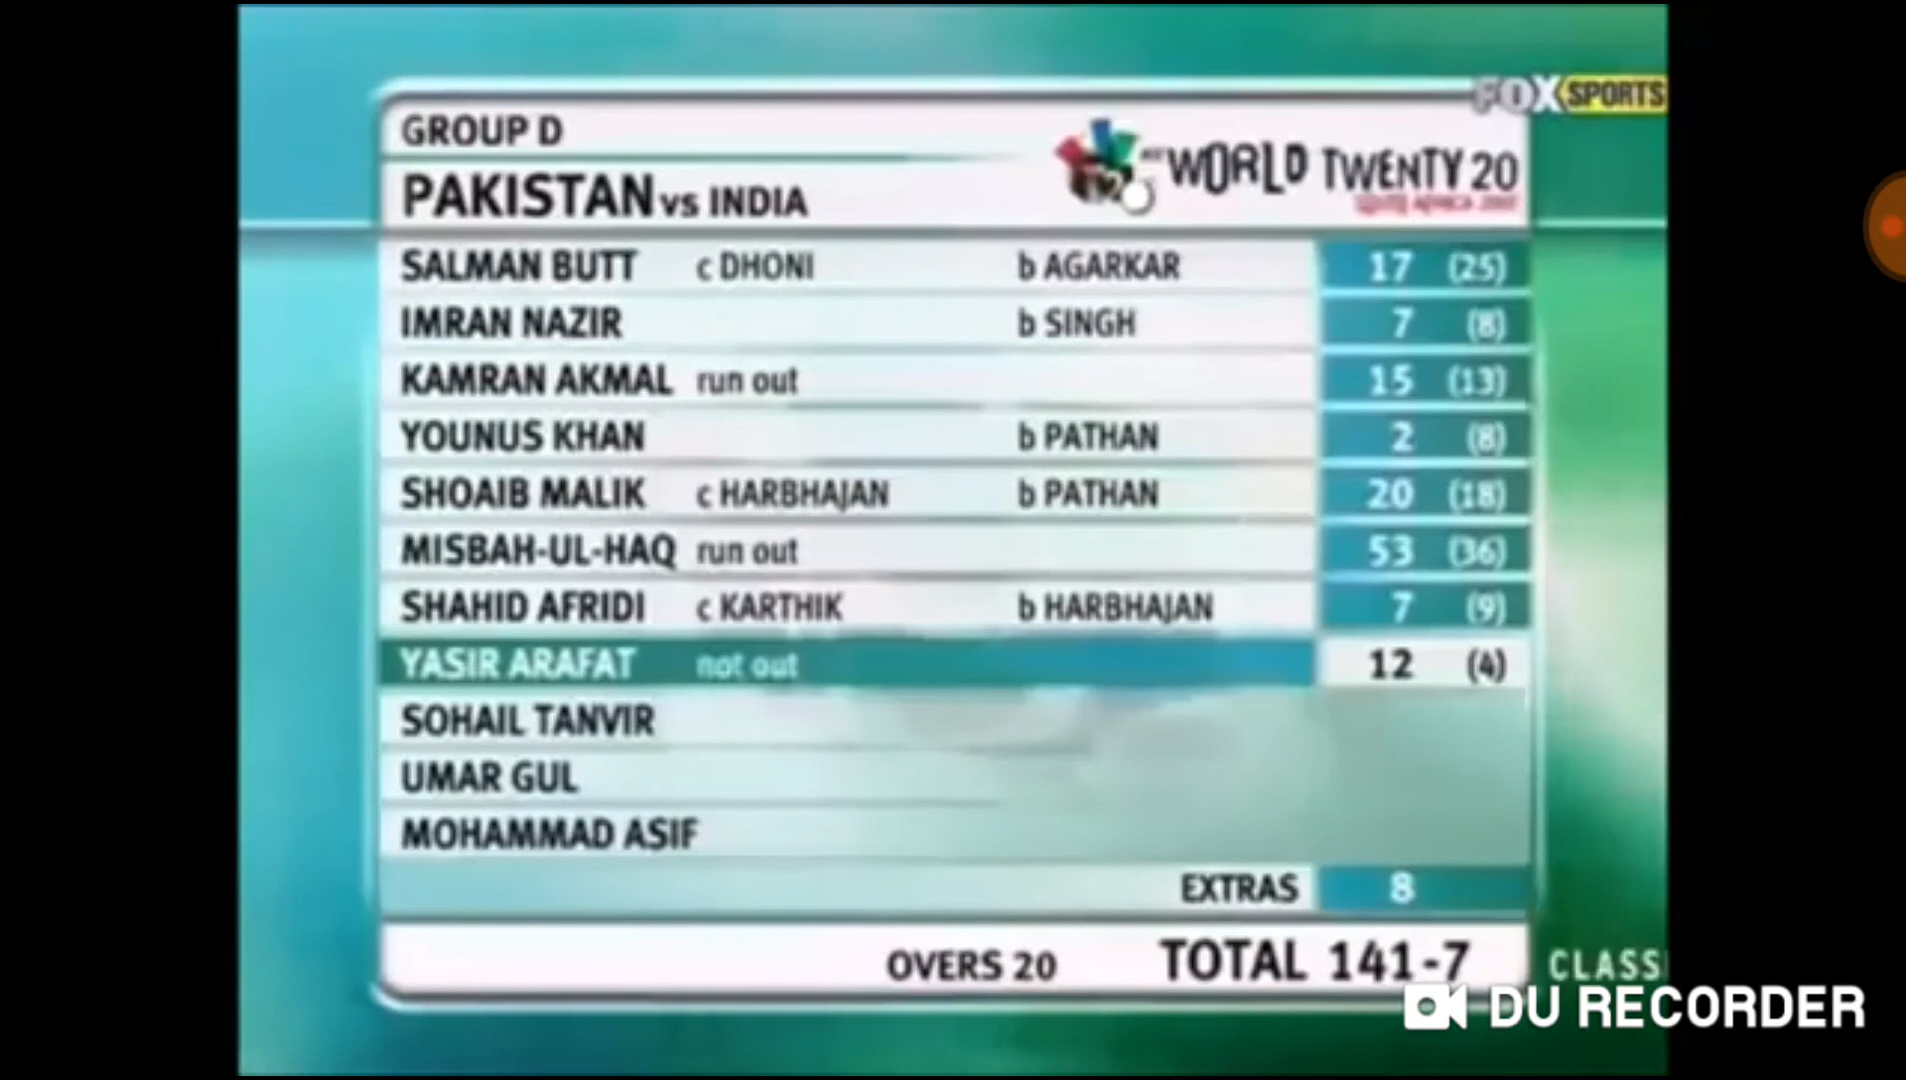 FOX SPORTS
GROUP D
PAKISTAN vs INDIA
WORLD TWENTY 20
SOUTH AFRICA 2007
SALMAN BUTT c DHONI b AGARKAR 17 (25)
IMRAN NAZIR b SINGH 7 (8)
KAMRAN AKMAL run out 15 (13)
YOUNUS KHAN b PATHAN 2 (8)
SHOAIB MALIK c HARBHAJAN b PATHAN 20 (18)
MISBAH-UL-HAQ run out 53 (36)
SHAHID AFRIDI c KARTHIK b HARBHAJAN 7 (9)
YASIR ARAFAT not out 12 (4)
SOHAIL TANVIR
UMAR GUL
MOHAMMAD ASIF
EXTRAS 8
OVERS 20 TOTAL 141-7
CLASS
DU RECORDER